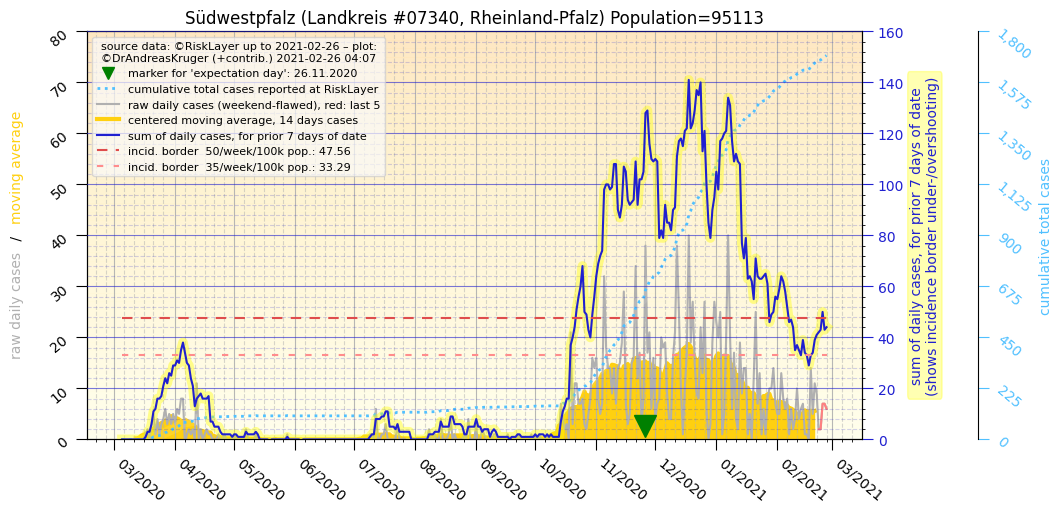 Südwestpfalz (Landkreis #07340, Rheinland-Pfalz) Population=95113
source data: ©RiskLayer up to 2021-02-26 – plot:
©DrAndreasKruger (+contrib.) 2021-02-26 04:07
marker for 'expectation day': 26.11.2020
cumulative total cases reported at RiskLayer
raw daily cases (weekend-flawed), red: last 5
centered moving average, 14 days cases
sum of daily cases, for prior 7 days of date
incid. border 50/week/100k pop.: 47.56
incid. border 35/week/100k pop.: 33.29
raw daily cases / moving average
80
70
60
50
40
30
20
10
0
03/2020
04/2020
05/2020
06/2020
07/2020
08/2020
09/2020
10/2020
11/2020
12/2020
01/2021
02/2021
03/2021
160
140
120
100
80
60
40
20
0
sum of daily cases, for prior 7 days of date
(shows incidence border under-/overshooting)
1,800
1,575
1,350
1,125
900
675
450
225
0
cumulative total cases